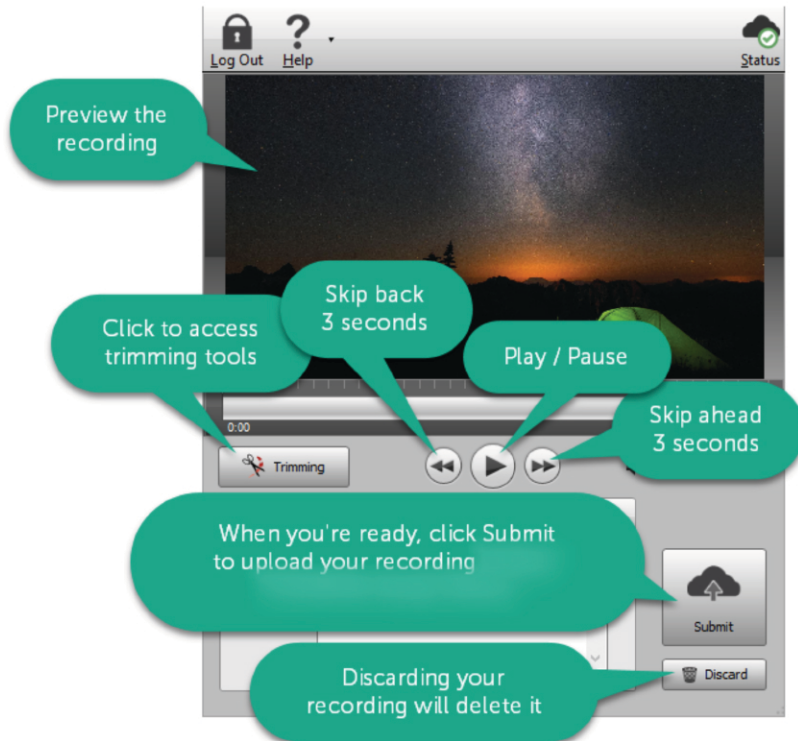 Log Out
Help
Status
Preview the
recording
Skip back
3 seconds
Click to access
trimming tools
Play / Pause
Skip ahead
3 seconds
0:00
Trimming
When you're ready, click Submit
to upload your recording
Submit
Discarding your
recording will delete it
Discard